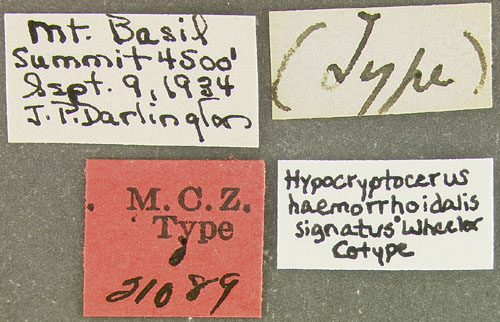 Mt. Basil
Summit 4500'
Sept. 9, 1934
J. P. Darlington
(Type)
M.C.Z.
Type
21089
Hypocryptocerus
haemorrhoidalis
signatus Wheeler
Cotype